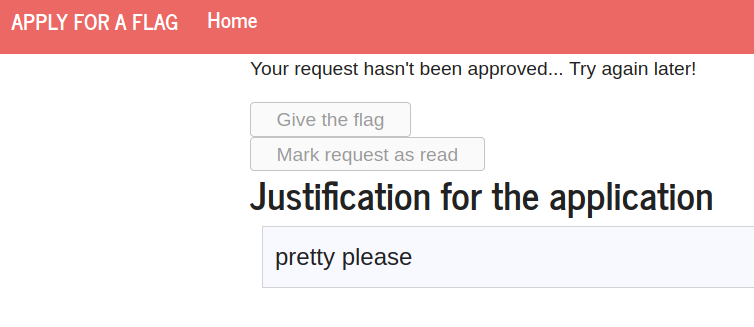 APPLY FOR A FLAG Home
Your request hasn't been approved... Try again later!
Give the flag
Mark request as read
Justification for the application
pretty please